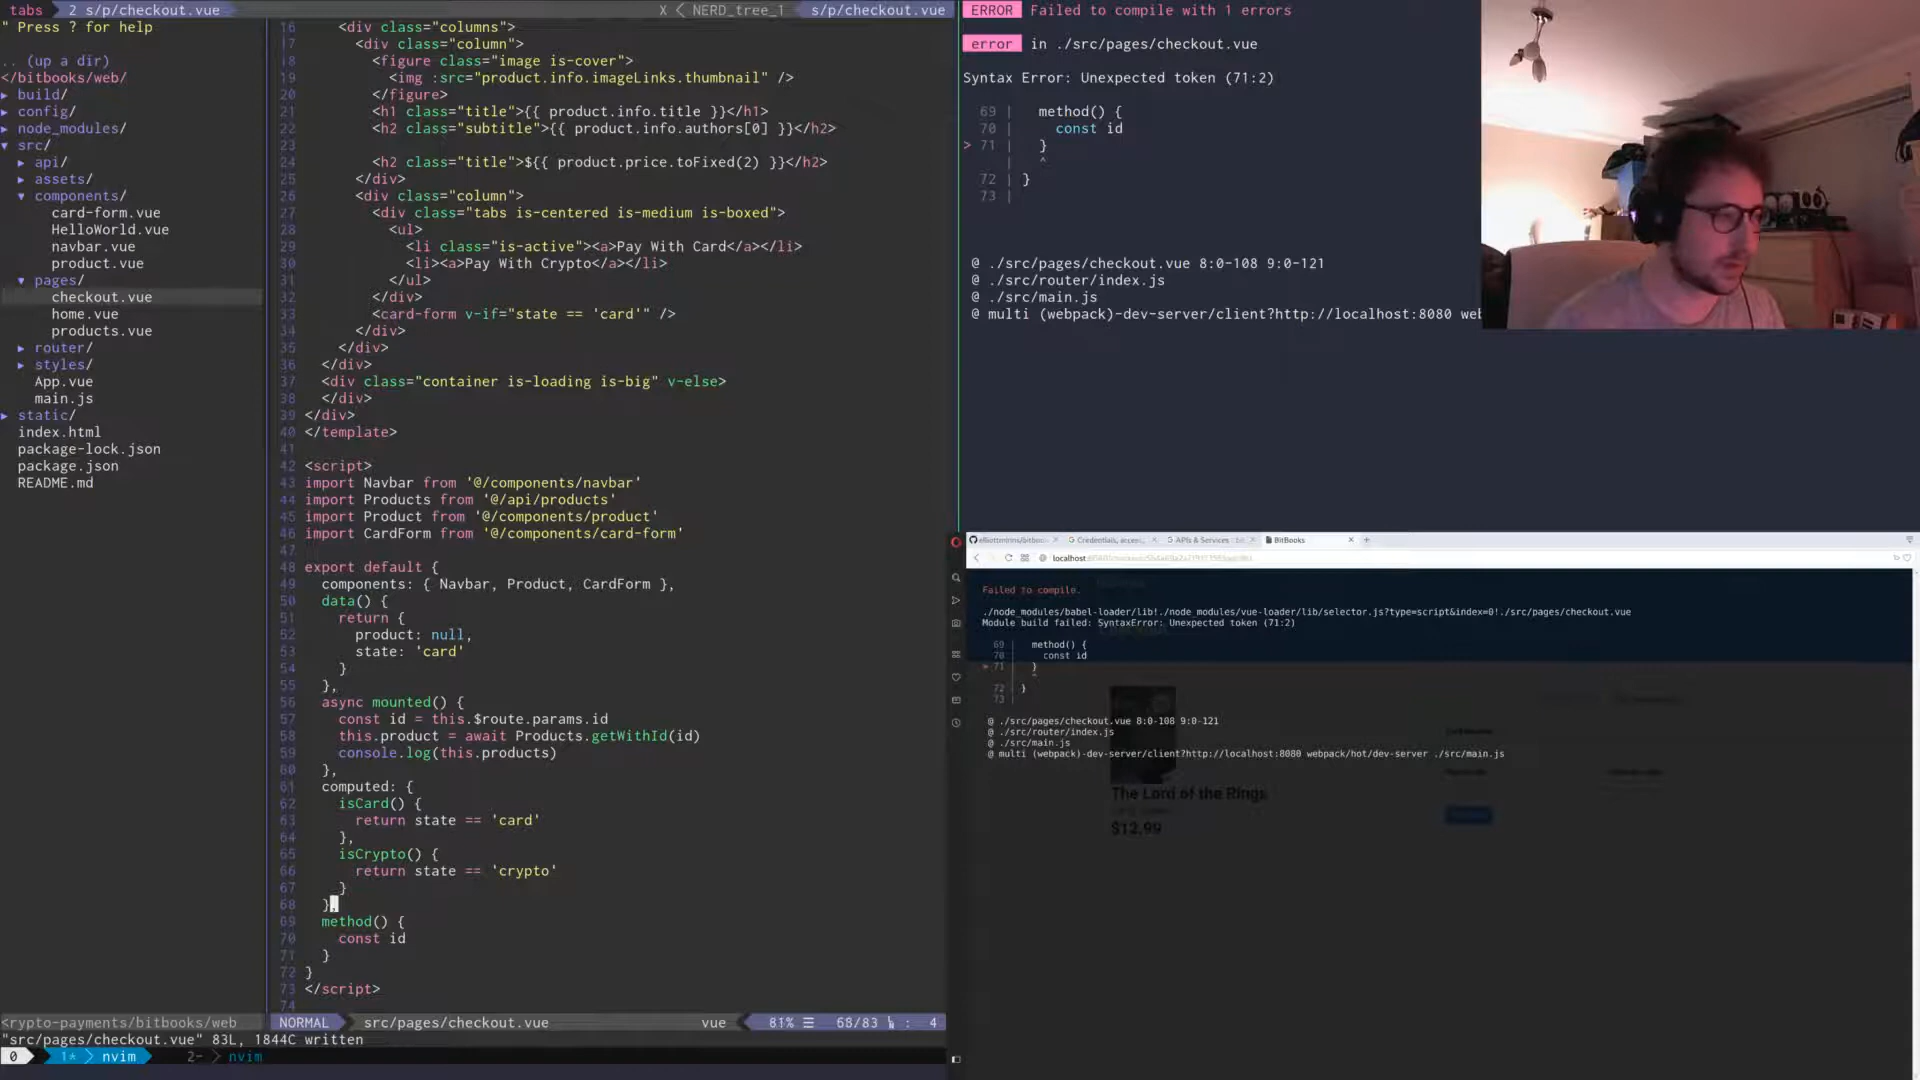 tabs 2 s/p/checkout.vue X NERD_tree_1 s/p/checkout.vue
" Press ? for help
.. (up a dir)
</bitbooks/web/
▸ build/
▸ config/
▸ node_modules/
▾ src/
▸ api/
▸ assets/
▾ components/
card-form.vue
HelloWorld.vue
navbar.vue
product.vue
▾ pages/
checkout.vue
home.vue
products.vue
▸ router/
▸ styles/
App.vue
main.js
▸ static/
index.html
package-lock.json
package.json
README.md
16 <div class="columns">
17 <div class="column">
18 <figure class="image is-cover">
19 <img :src="product.info.imageLinks.thumbnail" />
20 </figure>
21 <h1 class="title">{{ product.info.title }}</h1>
22 <h2 class="subtitle">{{ product.info.authors[0] }}</h2>
23
24 <h2 class="title">${{ product.price.toFixed(2) }}</h2>
25 </div>
26 <div class="column">
27 <div class="tabs is-centered is-medium is-boxed">
28 <ul>
29 <li class="is-active"><a>Pay With Card</a></li>
30 <li><a>Pay With Crypto</a></li>
31 </ul>
32 </div>
33 <card-form v-if="state == 'card'" />
34 </div>
35 </div>
36 </div>
37 <div class="container is-loading is-big" v-else>
38 </div>
39 </div>
40 </template>
41
42 <script>
43 import Navbar from '@/components/navbar'
44 import Products from '@/api/products'
45 import Product from '@/components/product'
46 import CardForm from '@/components/card-form'
47
48 export default {
49 components: { Navbar, Product, CardForm },
50 data() {
51 return {
52 product: null,
53 state: 'card'
54 }
55 },
56 async mounted() {
57 const id = this.$route.params.id
58 this.product = await Products.getWithId(id)
59 console.log(this.products)
60 },
61 computed: {
62 isCard() {
63 return state == 'card'
64 },
65 isCrypto() {
66 return state == 'crypto'
67 }
68 },
69 method() {
70 const id
71 }
72 }
73 </script>
74
<rypto-payments/bitbooks/web NORMAL src/pages/checkout.vue vue 81% ☰ 68/83 : 4
"src/pages/checkout.vue" 83L, 1844C written
0 1* nvim 2- nvim
ERROR Failed to compile with 1 errors
error in ./src/pages/checkout.vue
Syntax Error: Unexpected token (71:2)
69 | method() {
70 | const id
> 71 | }
| ^
72 | }
73 |
@ ./src/pages/checkout.vue 8:0-108 9:0-121
@ ./src/router/index.js
@ ./src/main.js
@ multi (webpack)-dev-server/client?http://localhost:8080 we
Credentials, access APIs & Services BitBooks
localhost
Failed to compile.
./node_modules/babel-loader/lib!./node_modules/vue-loader/lib/selector.js?type=script&index=0!./src/pages/checkout.vue
Module build failed: SyntaxError: Unexpected token (71:2)
69 | method() {
70 | const id
> 71 | }
| ^
72 | }
73 |
@ ./src/pages/checkout.vue 8:0-108 9:0-121
@ ./src/router/index.js
@ ./src/main.js
@ multi (webpack)-dev-server/client?http://localhost:8080 webpack/hot/dev-server ./src/main.js
The Lord of the Rings
$12.99